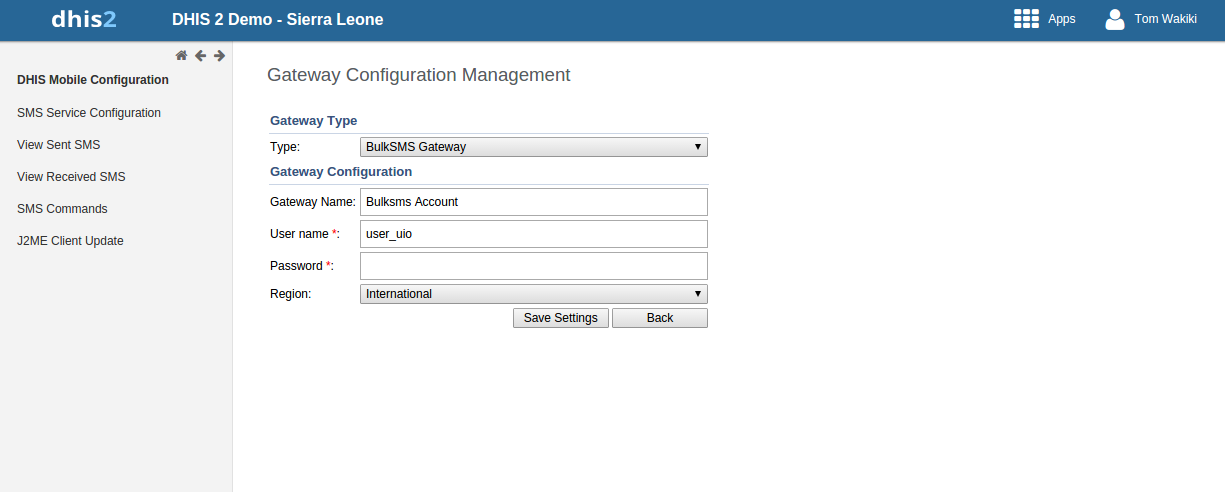 dhis2 DHIS 2 Demo - Sierra Leone Apps Tom Wakiki
DHIS Mobile Configuration
SMS Service Configuration
View Sent SMS
View Received SMS
SMS Commands
J2ME Client Update
Gateway Configuration Management
Gateway Type
Type: BulkSMS Gateway
Gateway Configuration
Gateway Name: Bulksms Account
User name *: user_uio
Password *:
Region: International
Save Settings Back